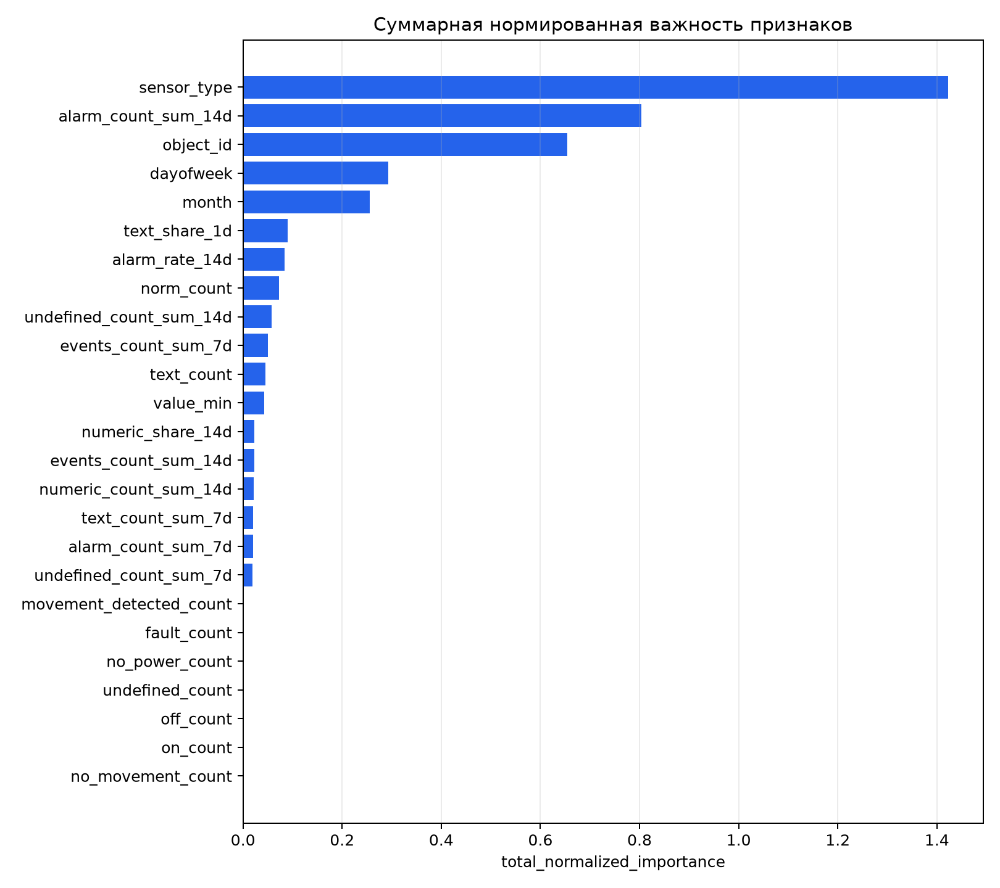 Суммарная нормированная важность признаков
sensor_type
alarm_count_sum_14d
object_id
dayofweek
month
text_share_1d
alarm_rate_14d
norm_count
undefined_count_sum_14d
events_count_sum_7d
text_count
value_min
numeric_share_14d
events_count_sum_14d
numeric_count_sum_14d
text_count_sum_7d
alarm_count_sum_7d
undefined_count_sum_7d
movement_detected_count
fault_count
no_power_count
undefined_count
off_count
on_count
no_movement_count
0.0 0.2 0.4 0.6 0.8 1.0 1.2 1.4
total_normalized_importance